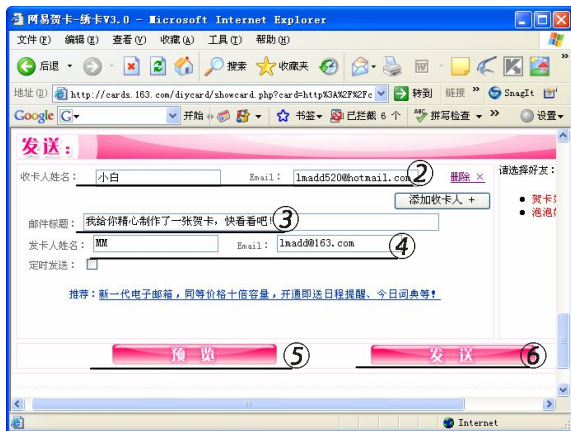 网易贺卡-绣卡V3.0 - Microsoft Internet Explorer
文件(F) 编辑(E) 查看(V) 收藏(A) 工具(T) 帮助(H)
后退 搜索 收藏夹
地址(D) http://cards.163.com/diycard/showcard.php?card=http%3A%2F%2Fc 转到 链接 » SnagIt
Google G 开始 书签 已拦截 6 个 拼写检查 » 设置
发送:
收卡人姓名: 小白 Email: lmadd520@hotmail.com ② 删除 × 请选择好友:
添加收卡人 +
邮件标题: 我给你精心制作了一张贺卡，快看看吧! ③
发卡人姓名: MM Email: lmadd@163.com ④
定时发送:
推荐: 新一代电子邮箱，同等价格十倍容量，开通即送日程提醒、今日词典等!
预览 ⑤ 发送 ⑥
Internet